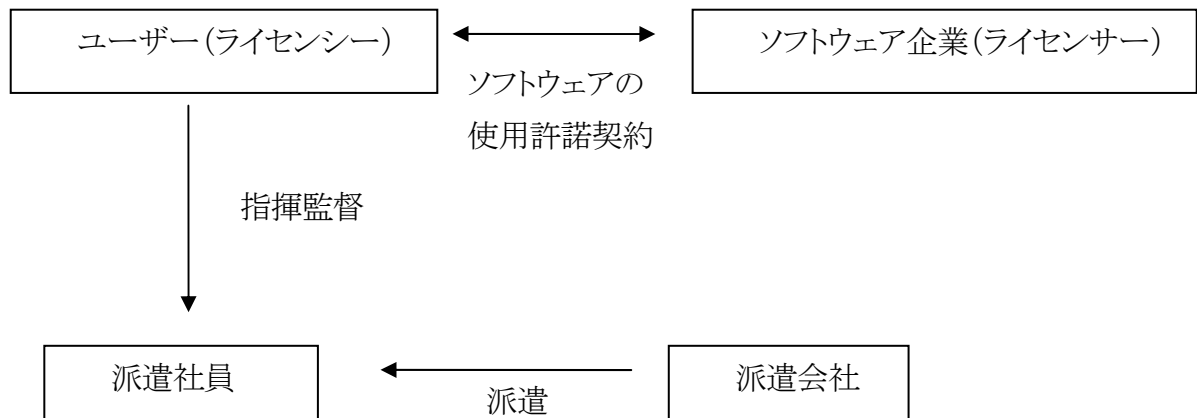 ユーザー(ライセンシー)
ソフトウェア企業(ライセンサー)
ソフトウェアの
使用許諾契約
指揮監督
派遣社員
派遣会社
派遣